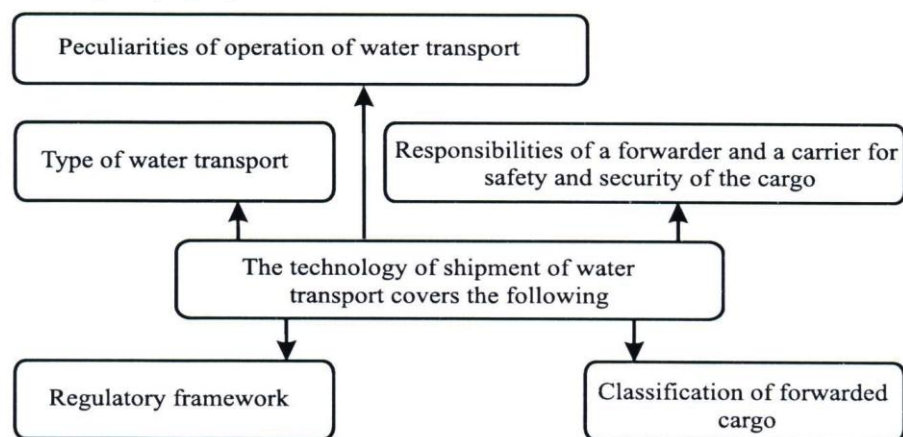 Peculiarities of operation of water transport
Type of water transport
Responsibilities of a forwarder and a carrier for
safety and security of the cargo
The technology of shipment of water
transport covers the following
Regulatory framework
Classification of forwarded
cargo